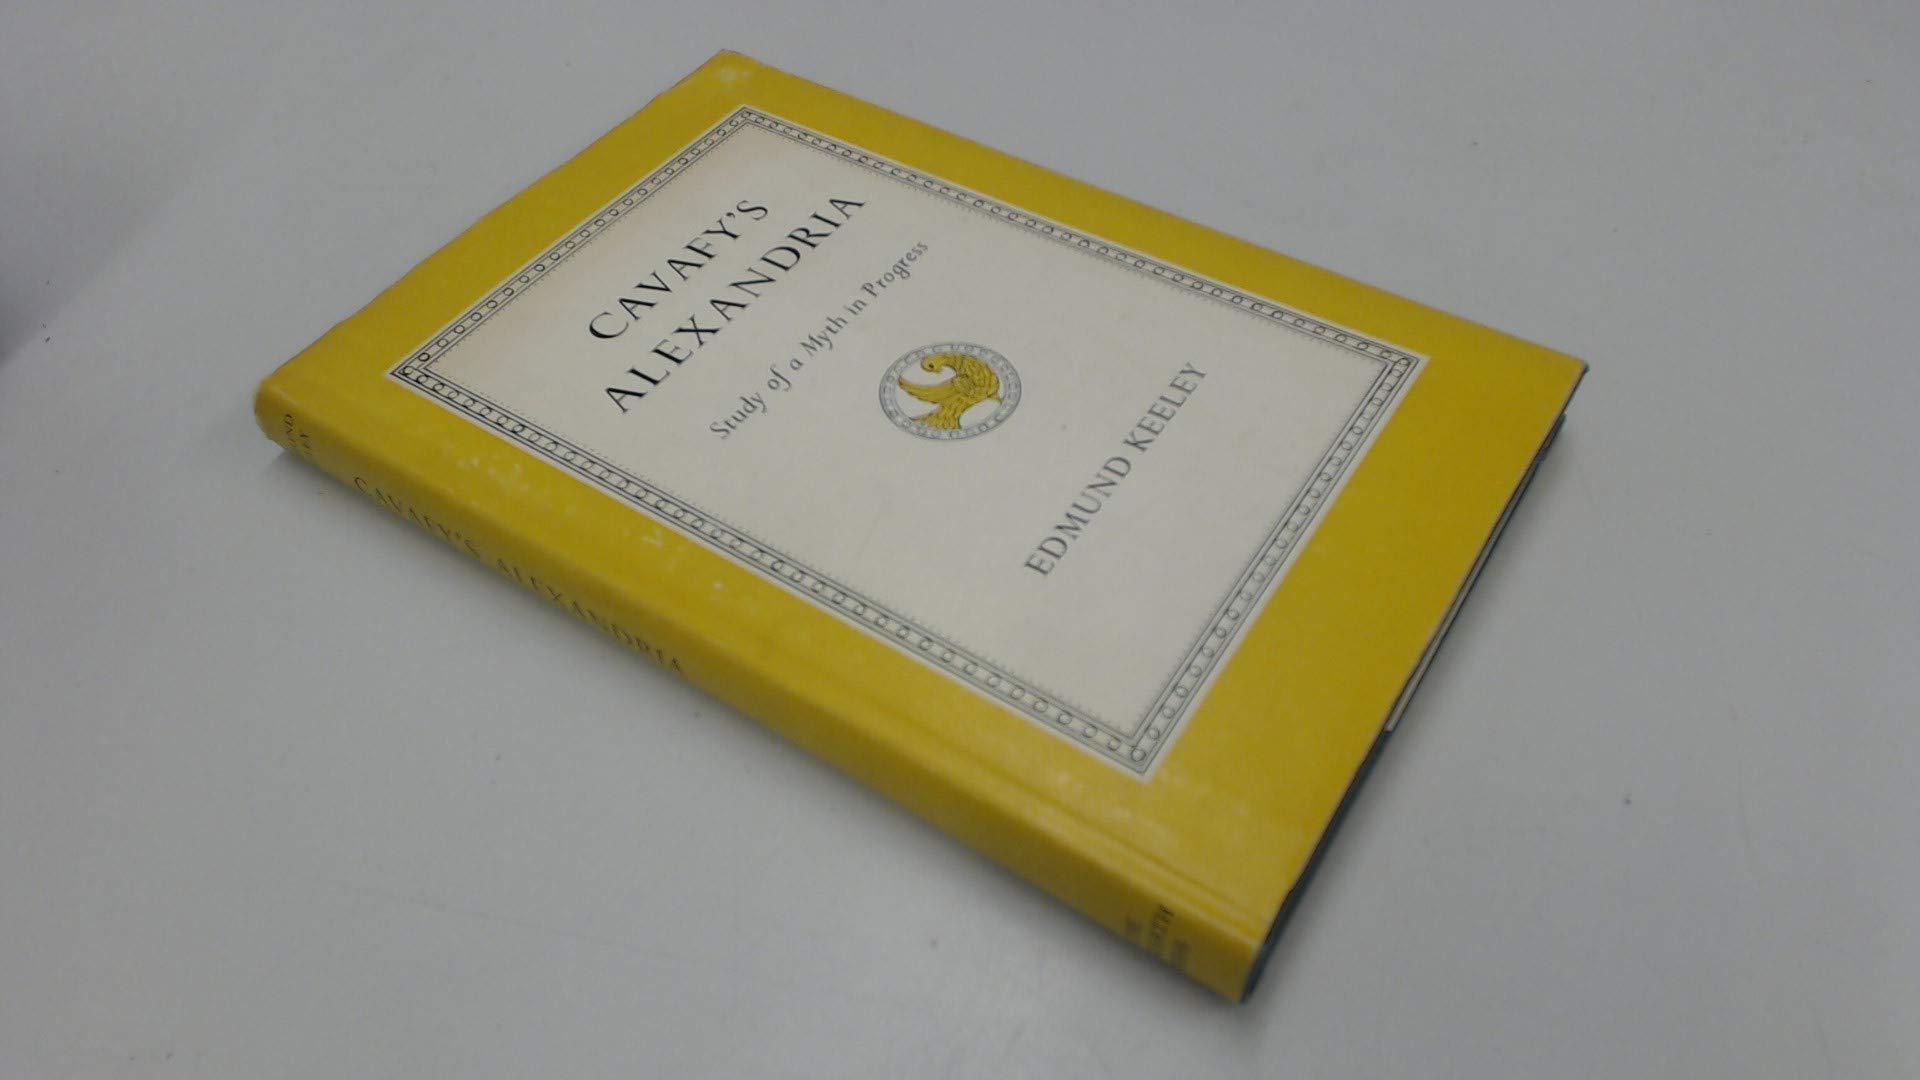 CAVAFY'S
ALEXANDRIA
Study of a Myth in Progress
EDMUND KEELEY
CAVAFY'S ALEXANDRIA